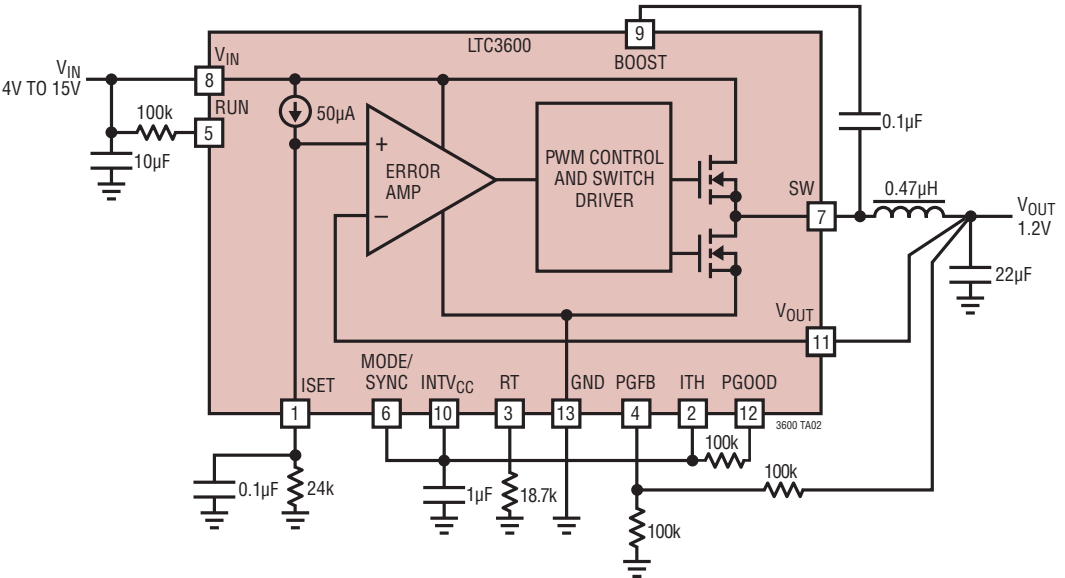 LTC3600
9
BOOST
VIN
4V TO 15V
VIN
8
100k
RUN
5
10µF
50µA
+
ERROR
AMP
–
PWM CONTROL
AND SWITCH
DRIVER
0.1µF
SW
7
0.47µH
VOUT
1.2V
22µF
VOUT
11
MODE/
SYNC
ISET
INTVCC
RT
GND
PGFB
ITH
PGOOD
1
6
10
3
13
4
2
12
3600 TA02
100k
0.1µF
24k
1µF
18.7k
100k
100k